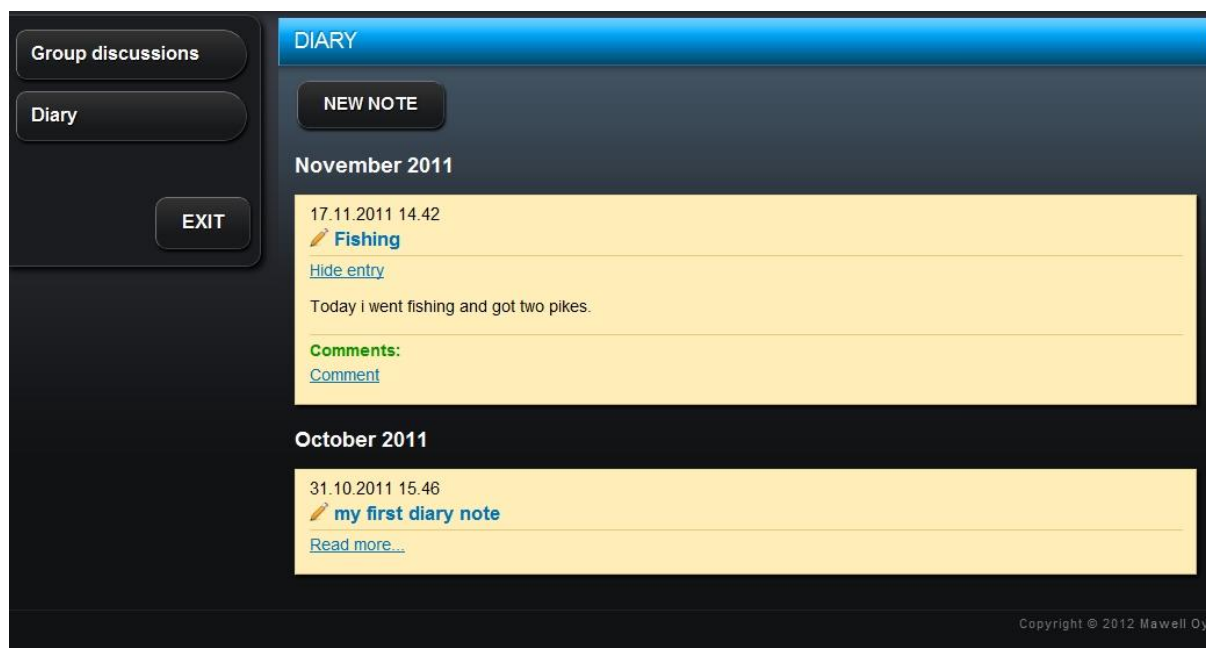 Group discussions
Diary
EXIT
DIARY
NEW NOTE
November 2011
17.11.2011 14.42
Fishing
Hide entry
Today i went fishing and got two pikes.
Comments:
Comment
October 2011
31.10.2011 15.46
my first diary note
Read more...
Copyright © 2012 Mawell Oy